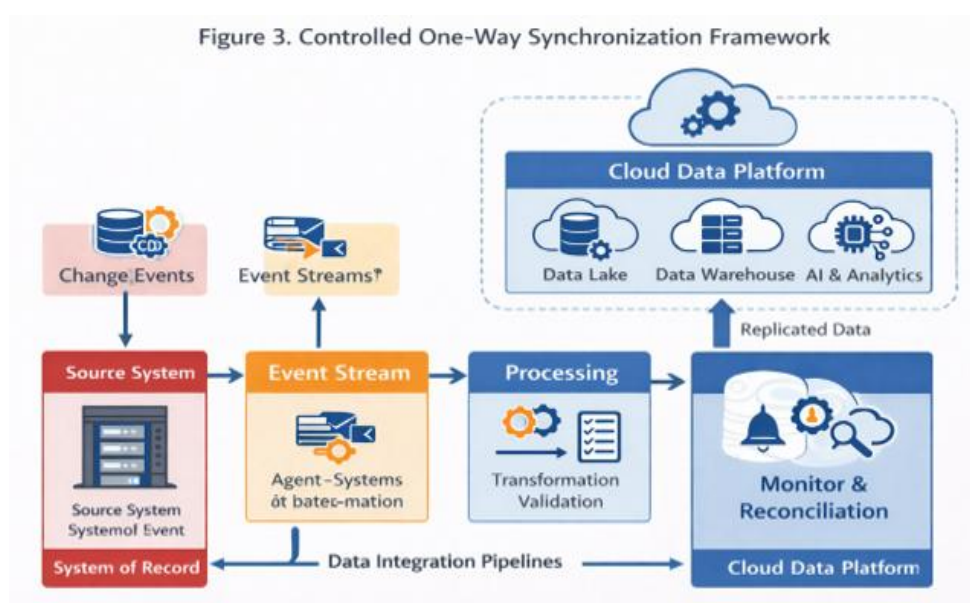 Figure 3. Controlled One-Way Synchronization Framework
Cloud Data Platform
Data Lake
Data Warehouse
AI & Analytics
Change Events
Event Streams
Replicated Data
Source System
Event Stream
Processing
Source System
Systemof Event
Agent-Systems
Transformation
Validation
Monitor &
Reconciliation
System of Record
Data Integration Pipelines
Cloud Data Platform